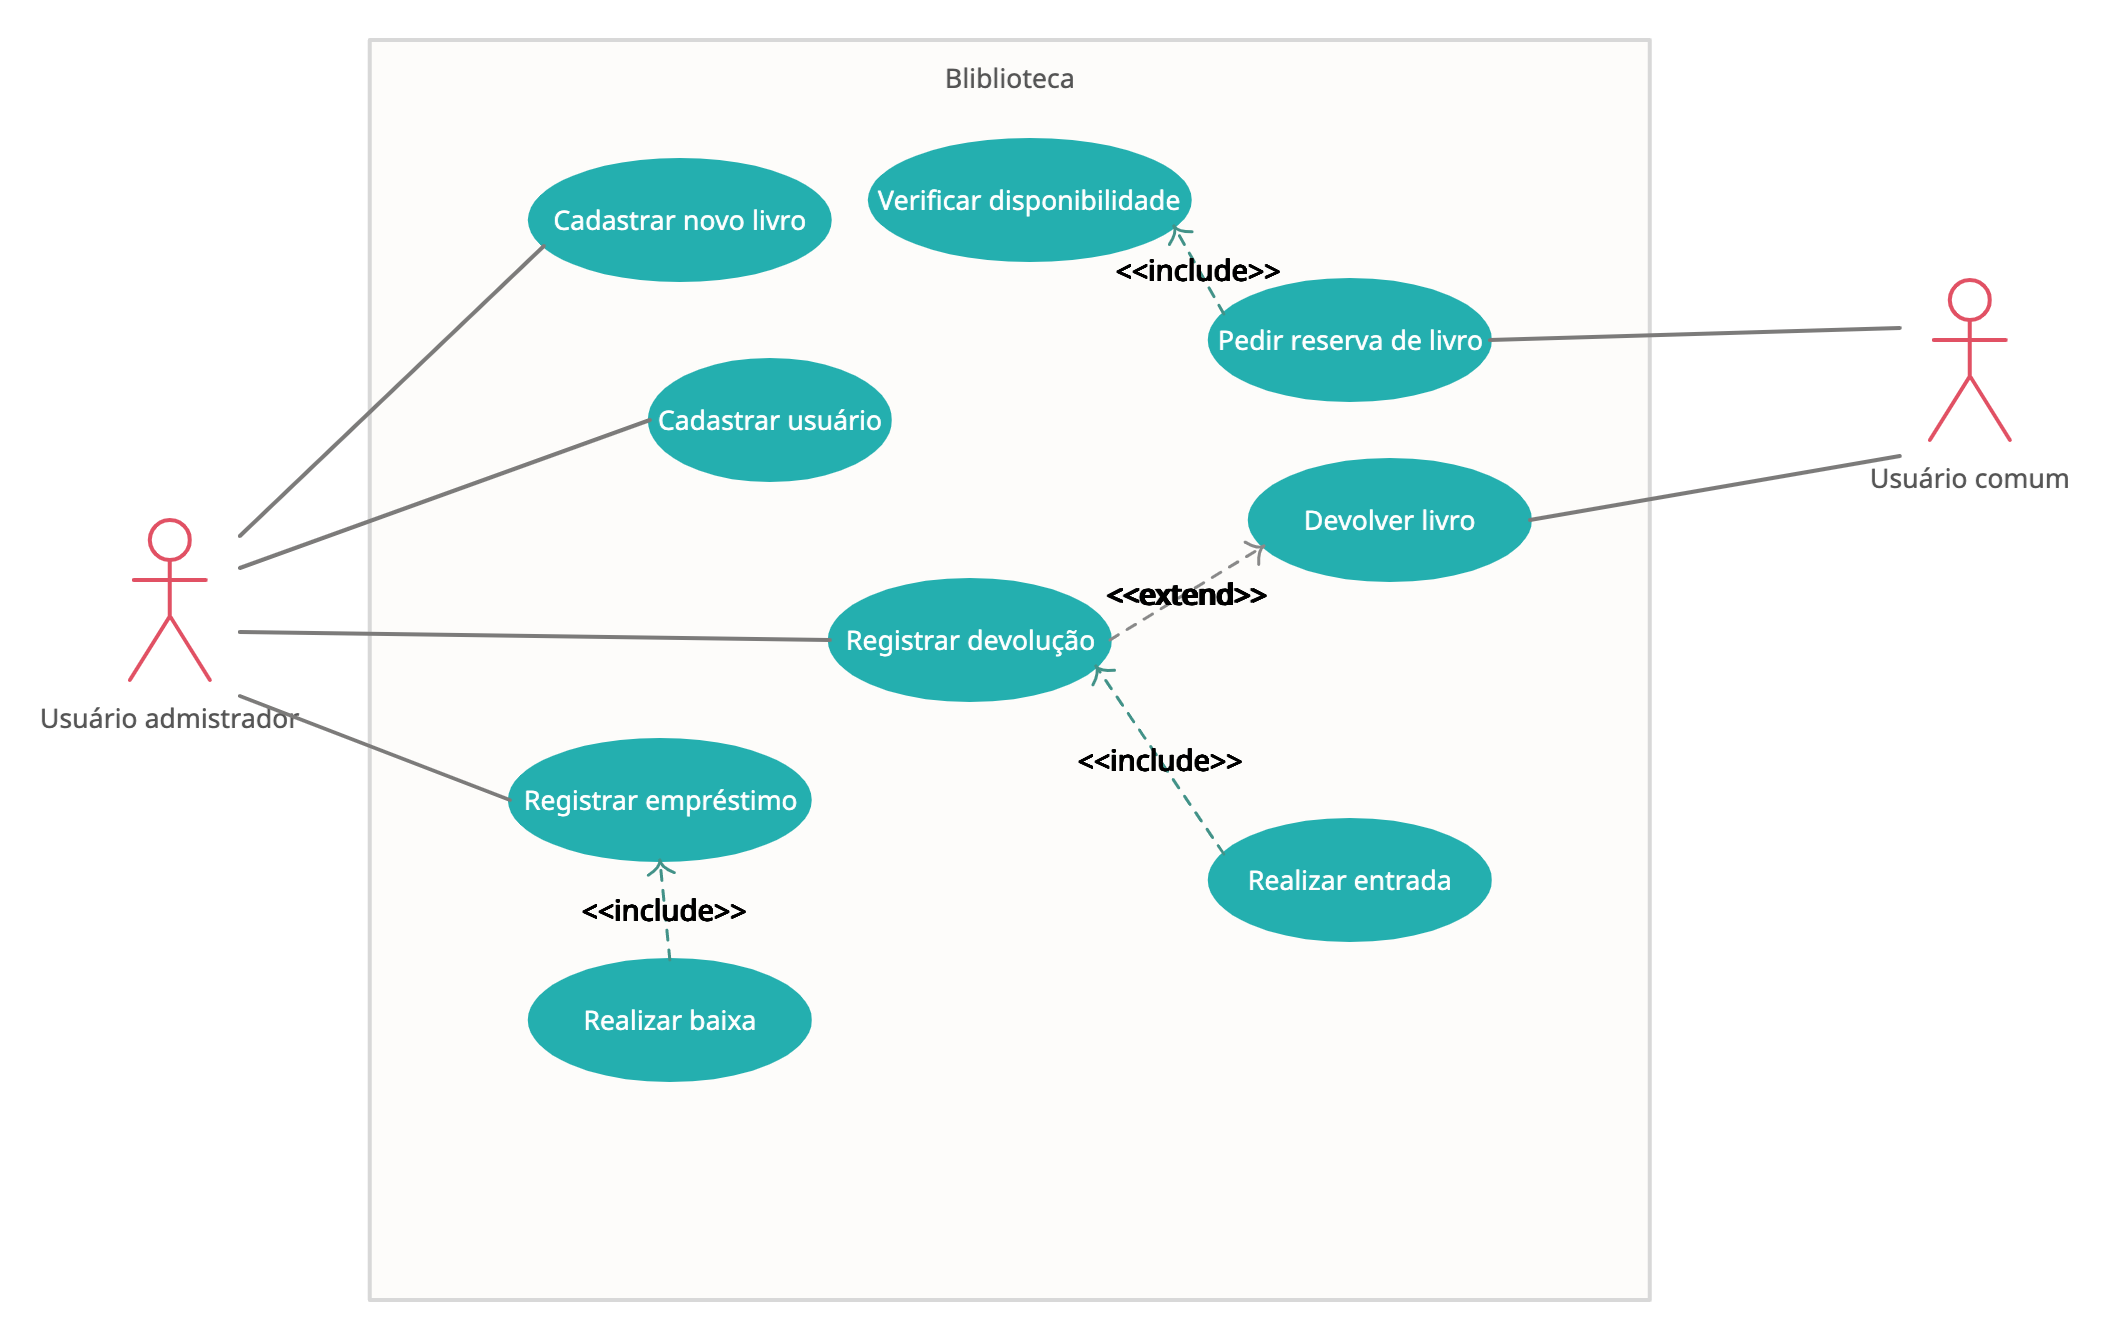 Bliblioteca
Cadastrar novo livro
Verificar disponibilidade
<<include>>
Pedir reserva de livro
Cadastrar usuário
Usuário comum
Devolver livro
<<extend>>
Registrar devolução
Usuário admistrador
<<include>>
Registrar empréstimo
Realizar entrada
<<include>>
Realizar baixa